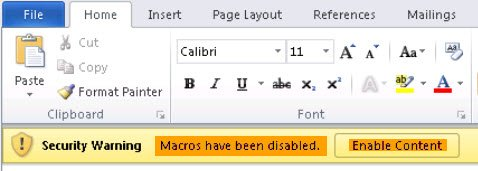 File Home Insert Page Layout References Mailings
Cut
Copy
Paste
Format Painter
Clipboard
Calibri 11 A A Aa
B I U abc x₂ x² A ab A
Font
Security Warning Macros have been disabled. Enable Content